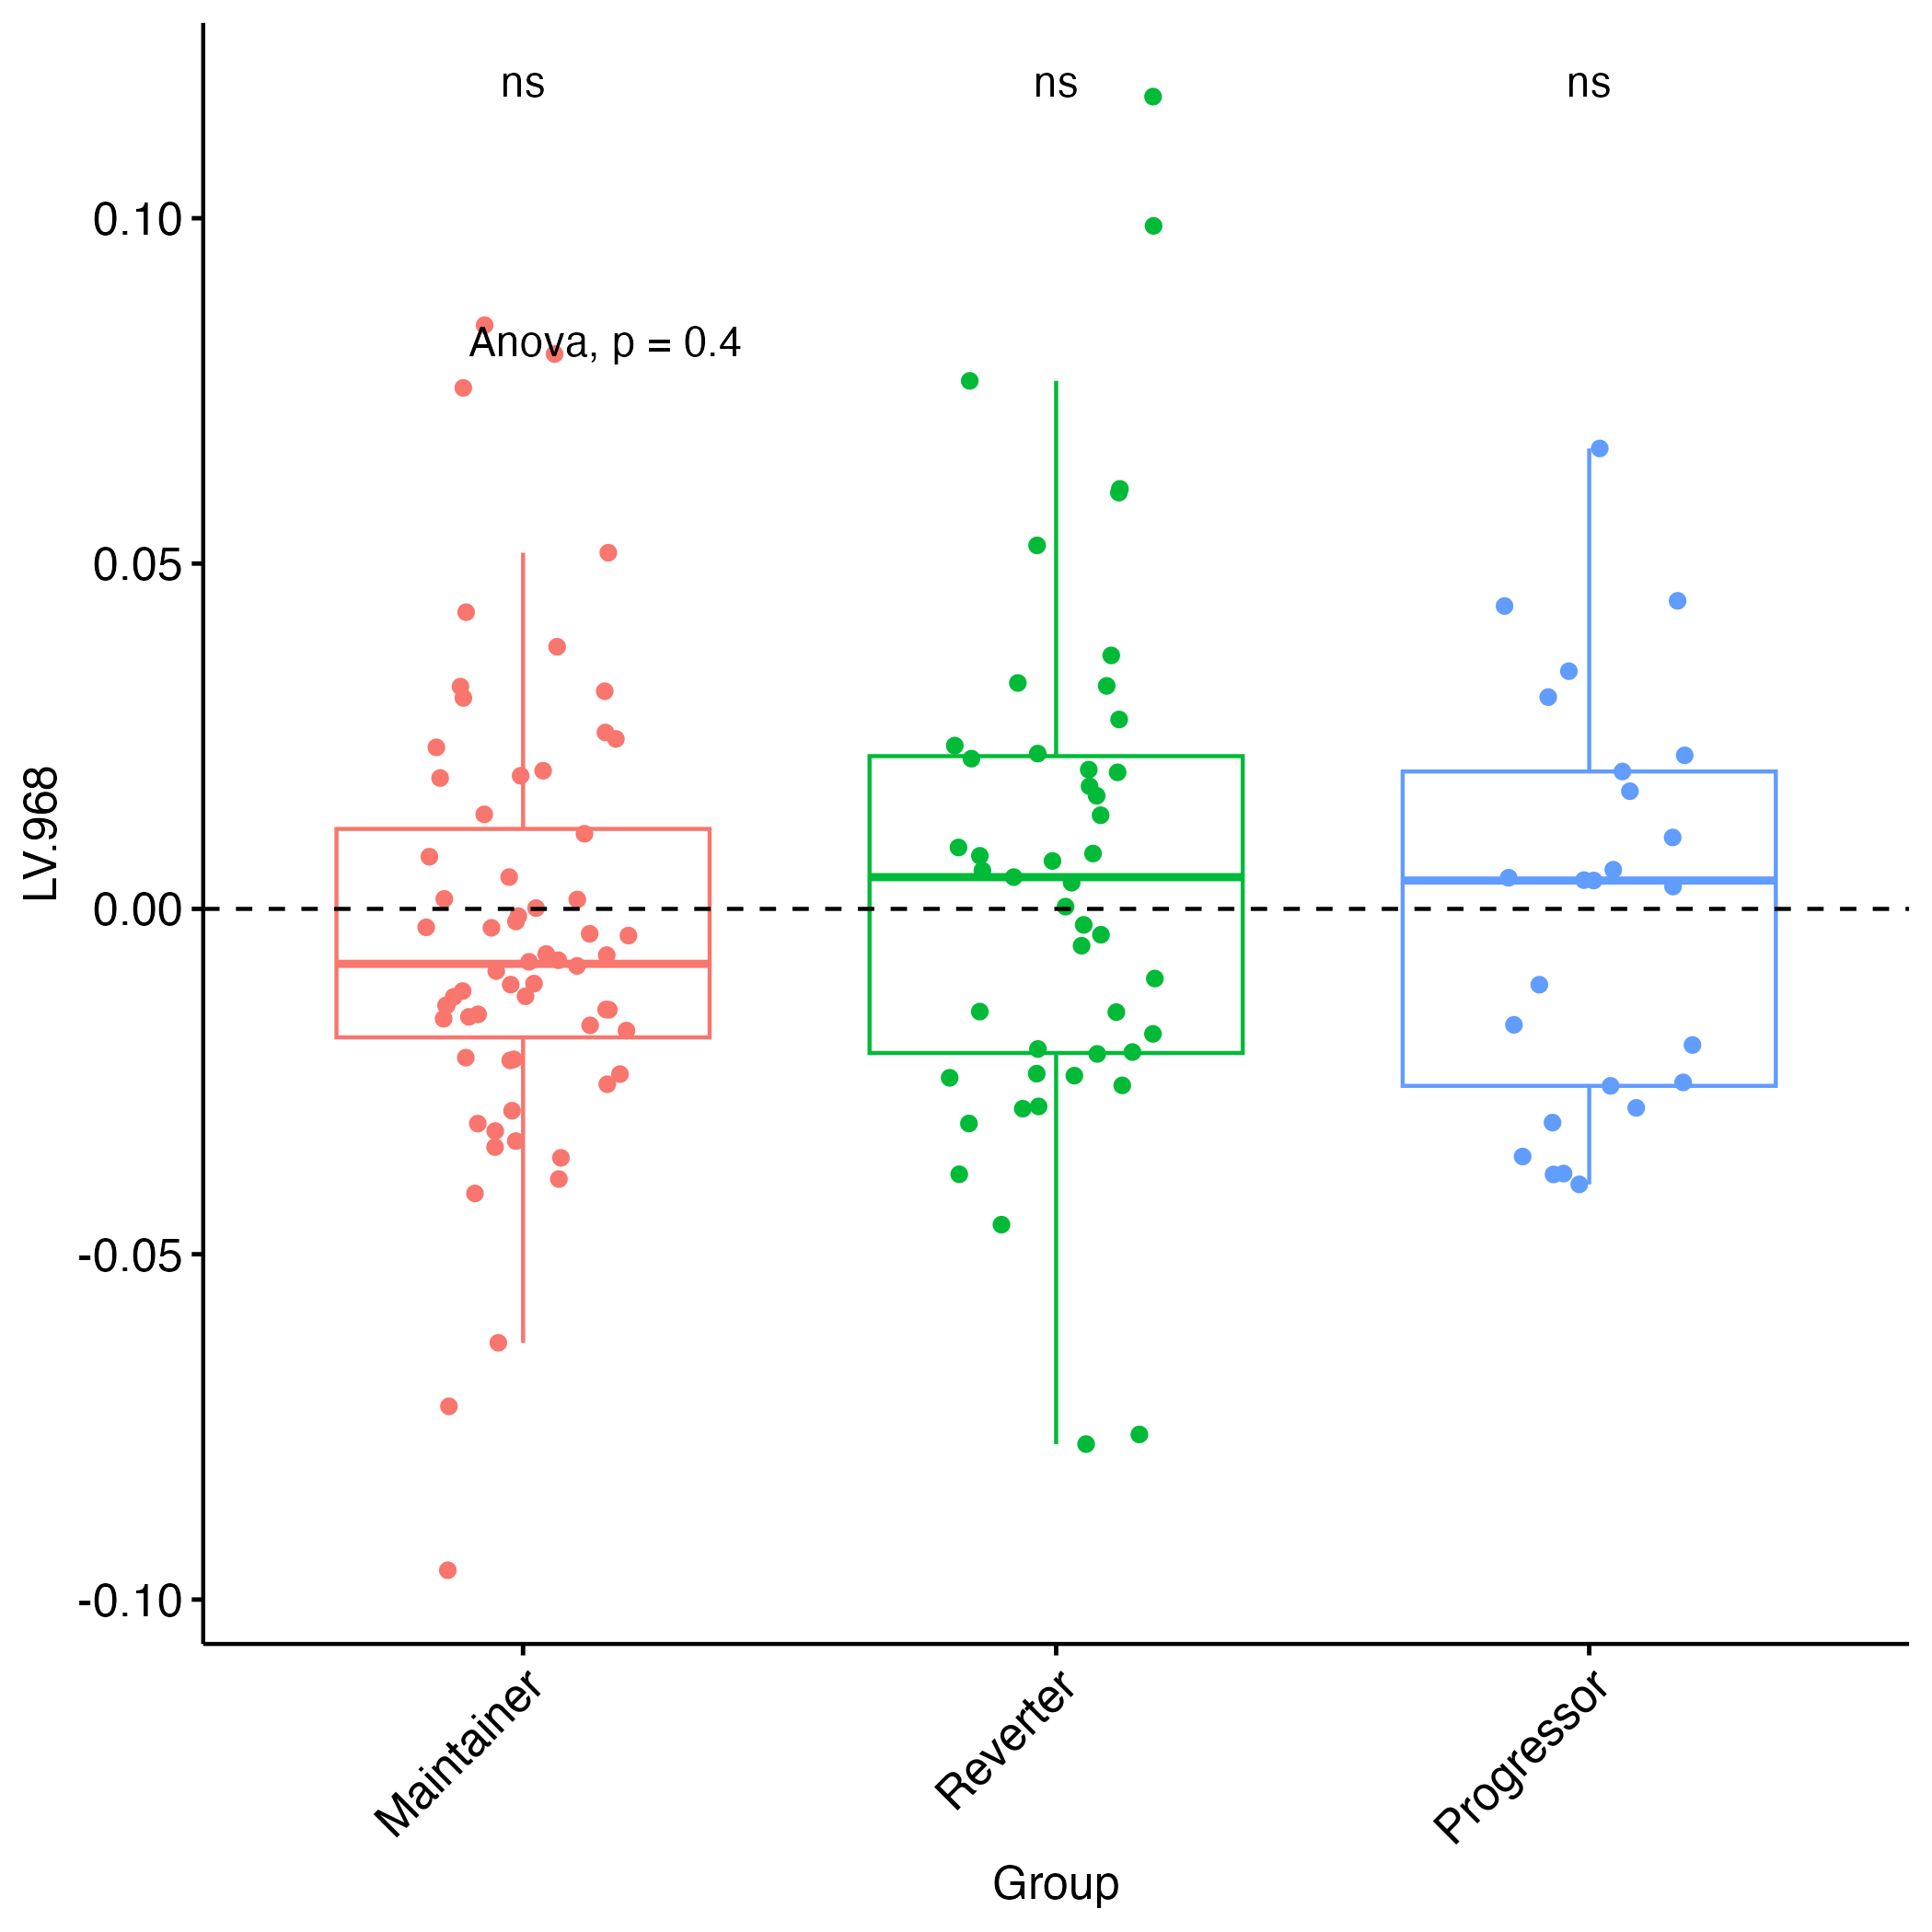 ns ns ns
0.10
Anova, p = 0.4
0.05
LV.968
0.00
-0.05
-0.10
Maintainer Reverter Progressor
Group